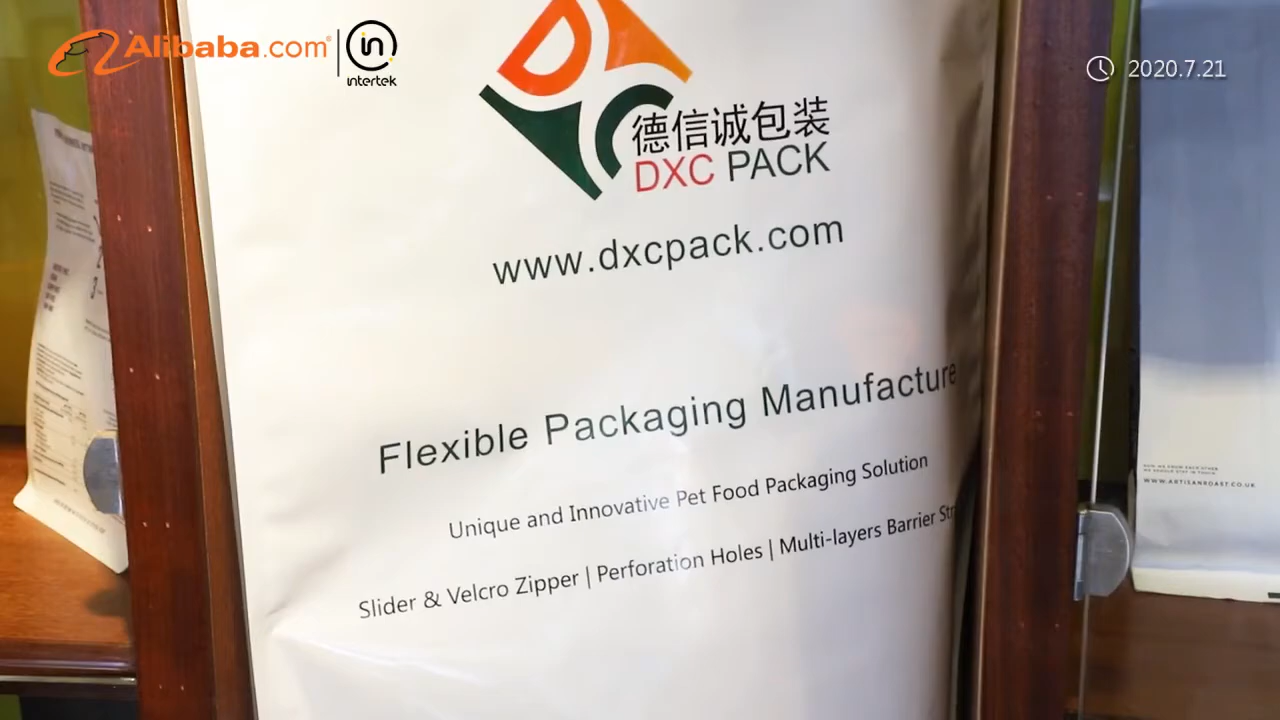 Alibaba.com
intertek
2020.7.21
德信诚包装
DXC PACK
www.dxcpack.com
Flexible Packaging Manufacture
Unique and Innovative Pet Food Packaging Solution
Slider & Velcro Zipper | Perforation Holes | Multi-layers Barrier
WWW.ARTISANROAST.CO.UK